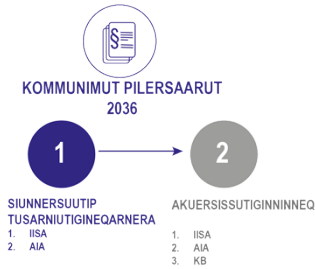 §
KOMMUNIMUT PILERSAARUT
2036
1
2
SIUNNERSUUTIP
TUSARNIUTIGINEQARNERA
1. IISA
2. AIA
AKUERSISSUTIGINNINNEQ
1. IISA
2. AIA
3. KB